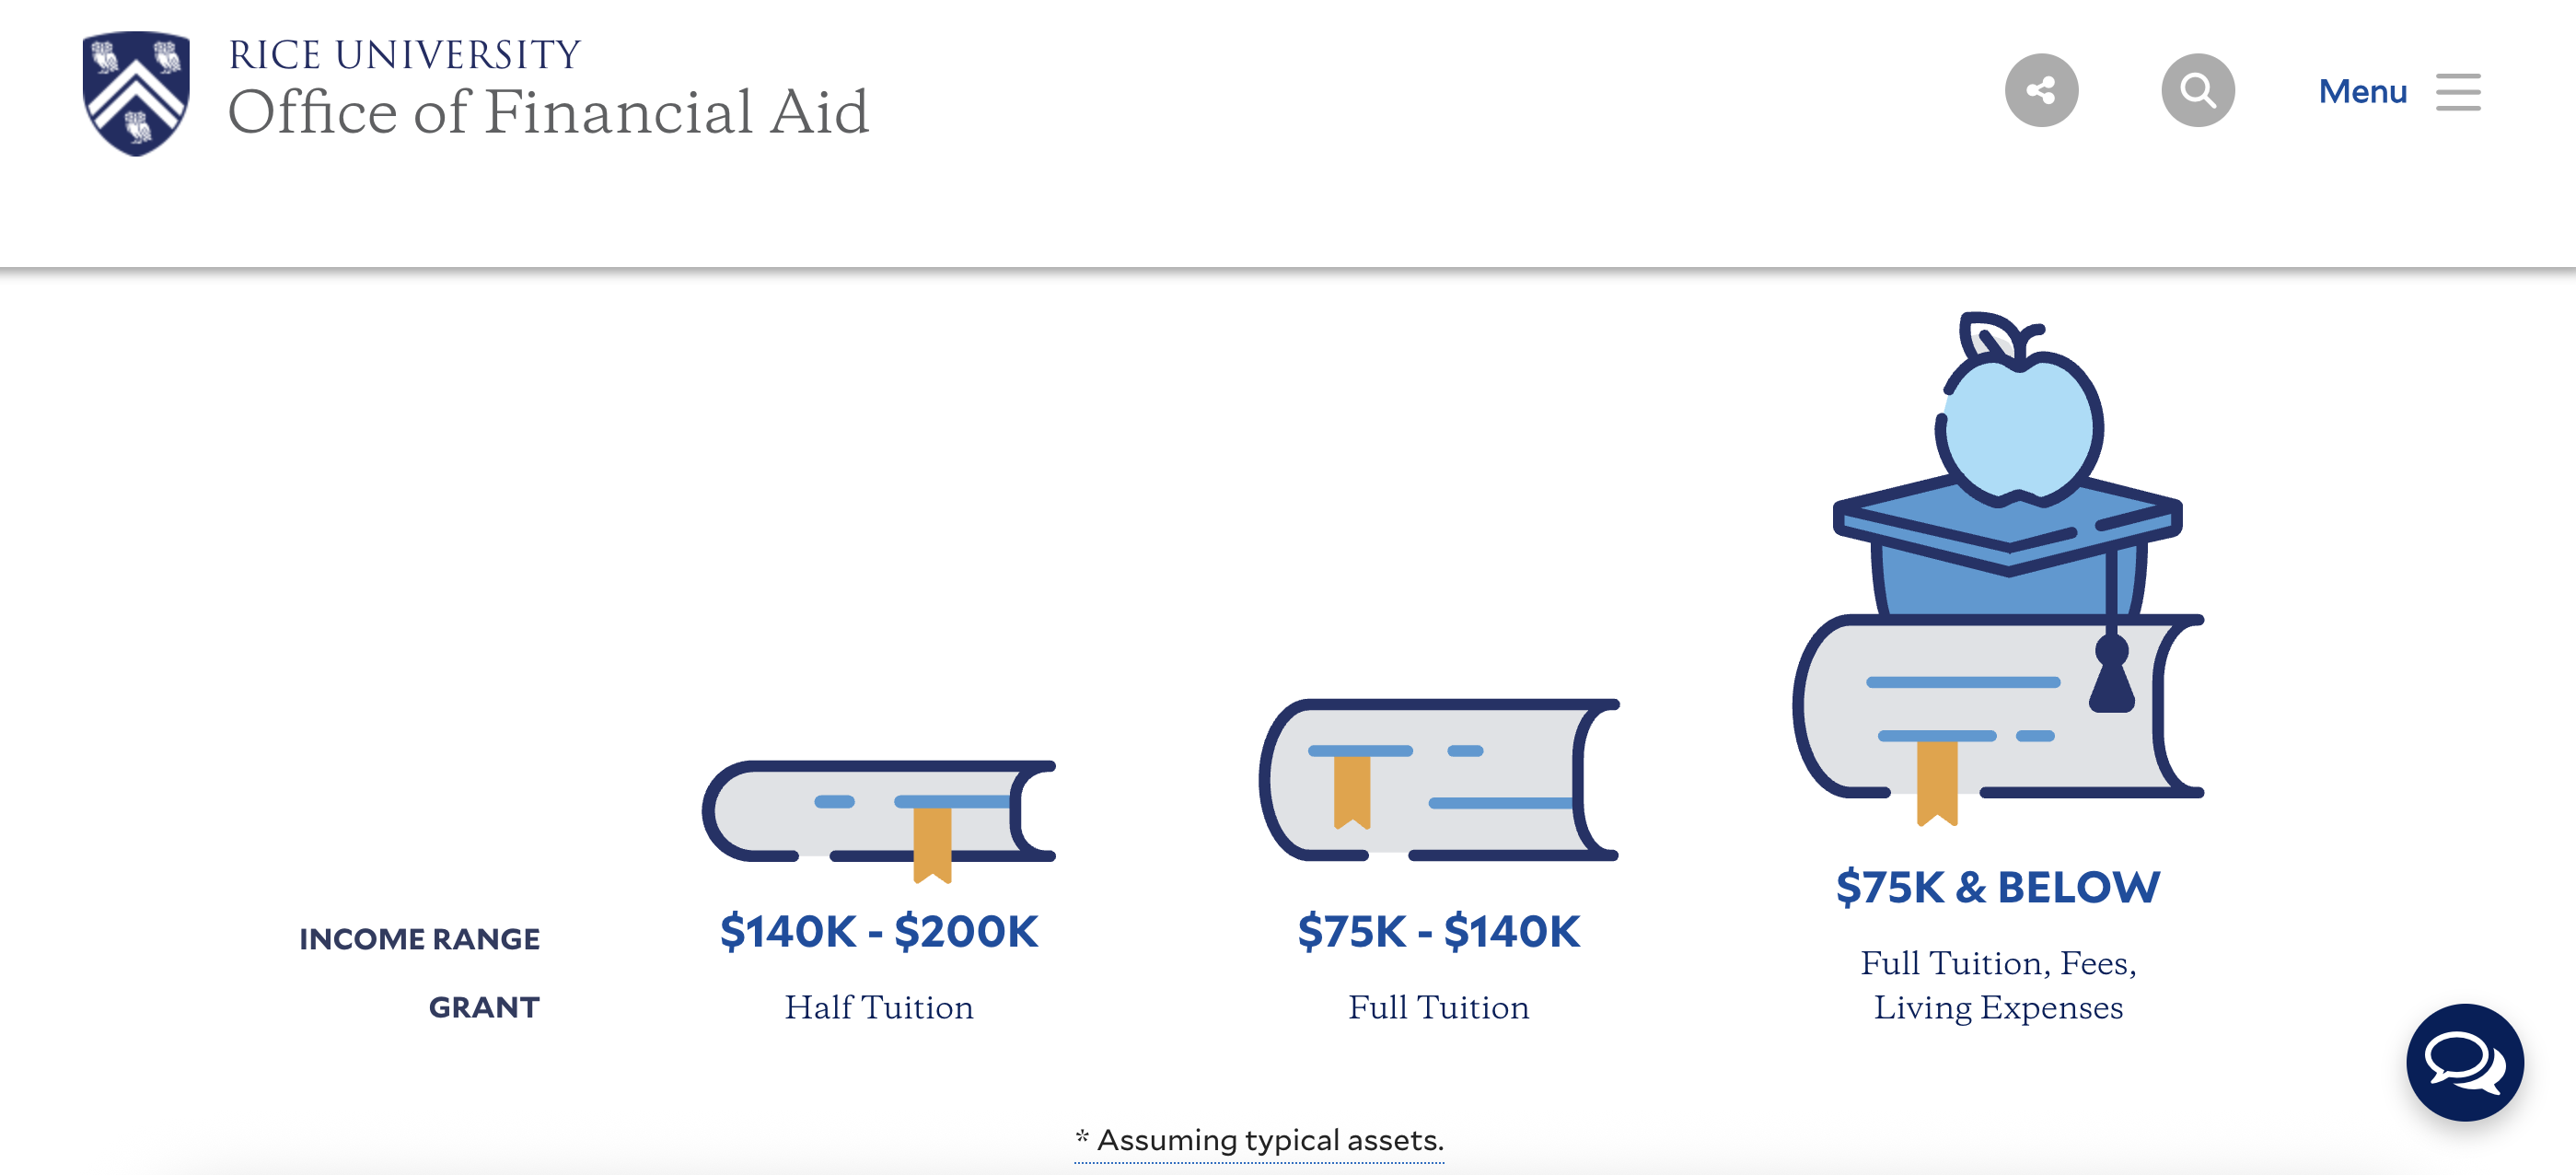 RICE UNIVERSITY
Office of Financial Aid
Menu
INCOME RANGE
GRANT
$140K - $200K
Half Tuition
$75K - $140K
Full Tuition
$75K & BELOW
Full Tuition, Fees,
Living Expenses
* Assuming typical assets.